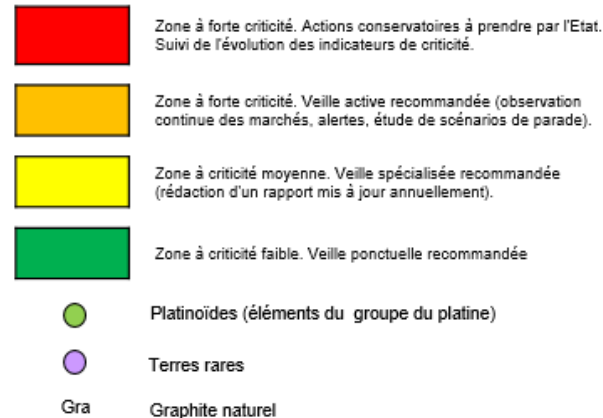 Zone à forte criticité. Actions conservatoires à prendre par l'Etat.
Suivi de l'évolution des indicateurs de criticité.
Zone à forte criticité. Veille active recommandée (observation
continue des marchés, alertes, étude de scénarios de parade).
Zone à criticité moyenne. Veille spécialisée recommandée
(rédaction d'un rapport mis à jour annuellement).
Zone à criticité faible. Veille ponctuelle recommandée
Platinoïdes (éléments du groupe du platine)
Terres rares
Gra Graphite naturel